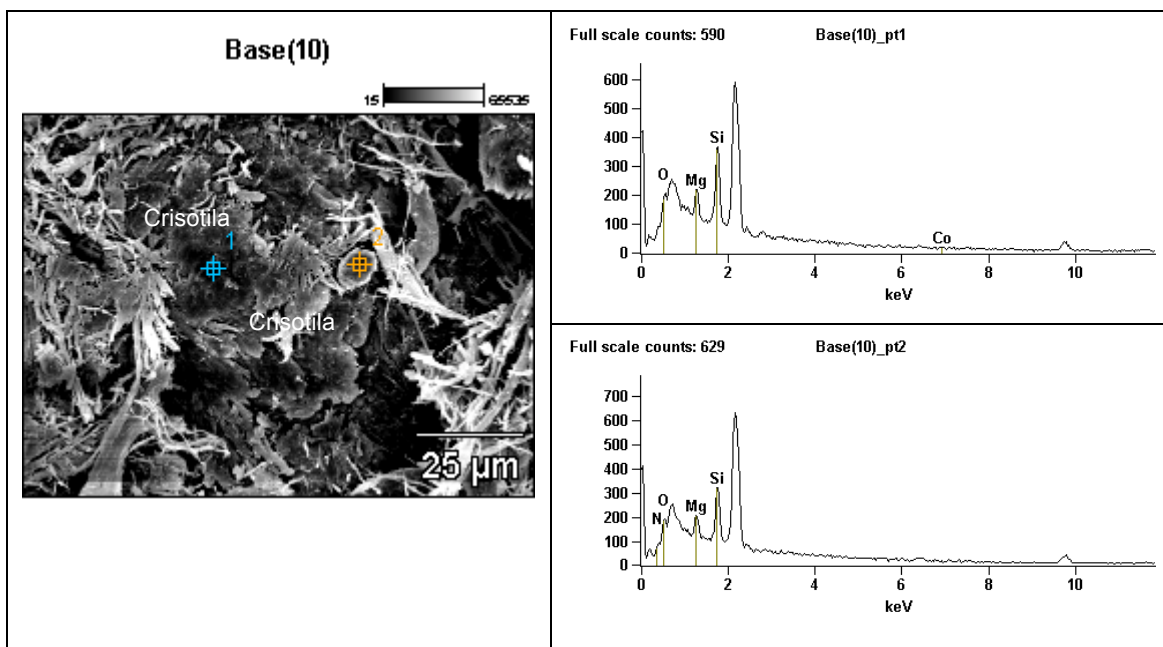 Base(10)
15 65535
Crisotila
1
2
Crisotila
25 µm
Full scale counts: 590 Base(10)_pt1
600
500
400
300
200
100
0
O
Mg
Si
Co
0 2 4 6 8 10
keV
Full scale counts: 629 Base(10)_pt2
700
600
500
400
300
200
100
0
N
O
Mg
Si
0 2 4 6 8 10
keV